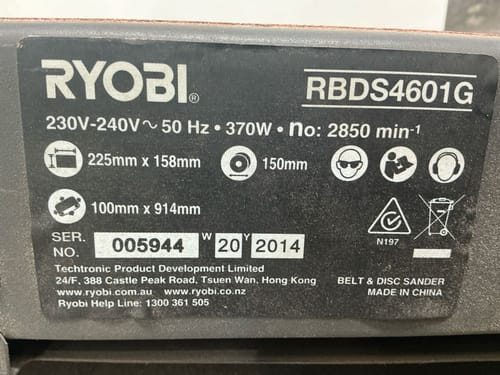 RYOBI®
RBDS4601G
230V-240V~ 50 Hz • 370W • no: 2850 min-1
225mm x 158mm
150mm
100mm x 914mm
N197
SER. NO. 005944 W 20 Y 2014
Techtronic Product Development Limited
24/F, 388 Castle Peak Road, Tsuen Wan, Hong Kong
www.ryobi.com.au www.ryobi.co.nz
Ryobi Help Line: 1300 361 505
BELT & DISC SANDER
MADE IN CHINA